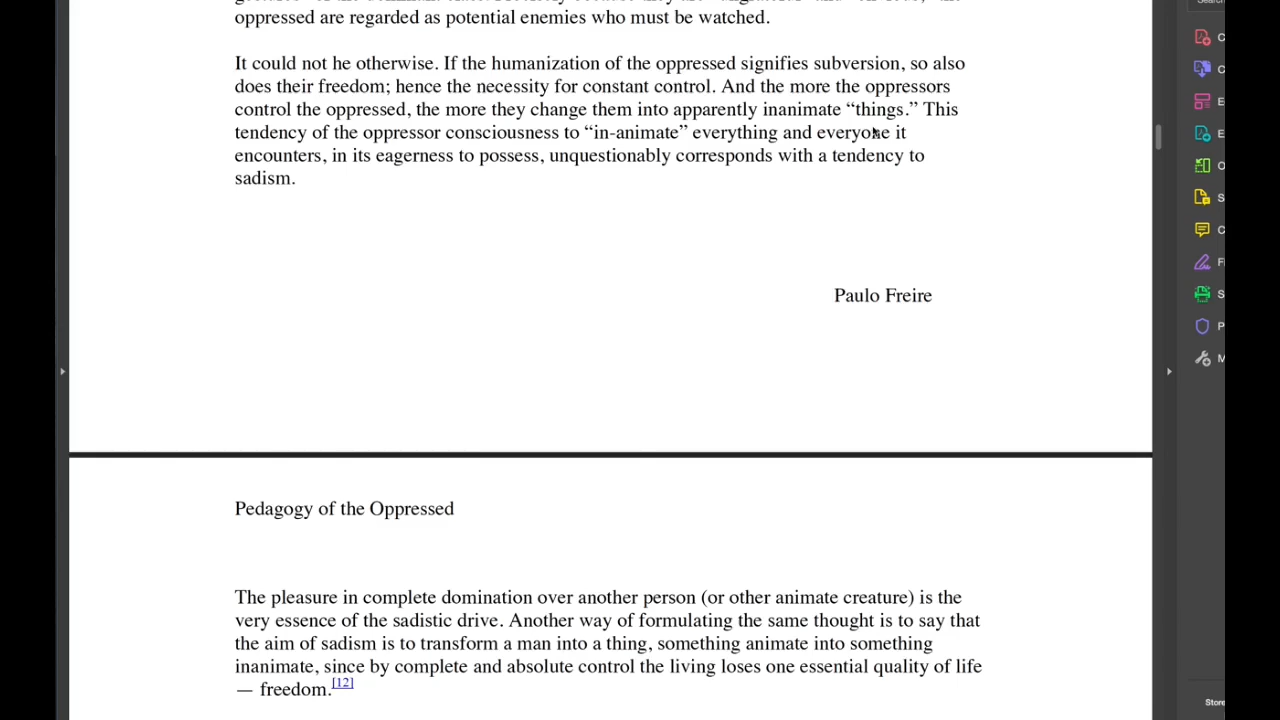 oppressed are regarded as potential enemies who must be watched.
It could not he otherwise. If the humanization of the oppressed signifies subversion, so also
does their freedom; hence the necessity for constant control. And the more the oppressors
control the oppressed, the more they change them into apparently inanimate “things.” This
tendency of the oppressor consciousness to “in-animate” everything and everyone it
encounters, in its eagerness to possess, unquestionably corresponds with a tendency to
sadism.
Paulo Freire
Pedagogy of the Oppressed
The pleasure in complete domination over another person (or other animate creature) is the
very essence of the sadistic drive. Another way of formulating the same thought is to say that
the aim of sadism is to transform a man into a thing, something animate into something
inanimate, since by complete and absolute control the living loses one essential quality of life
— freedom.[12]
C
C
E
E
O
S
C
F
S
P
M
Store